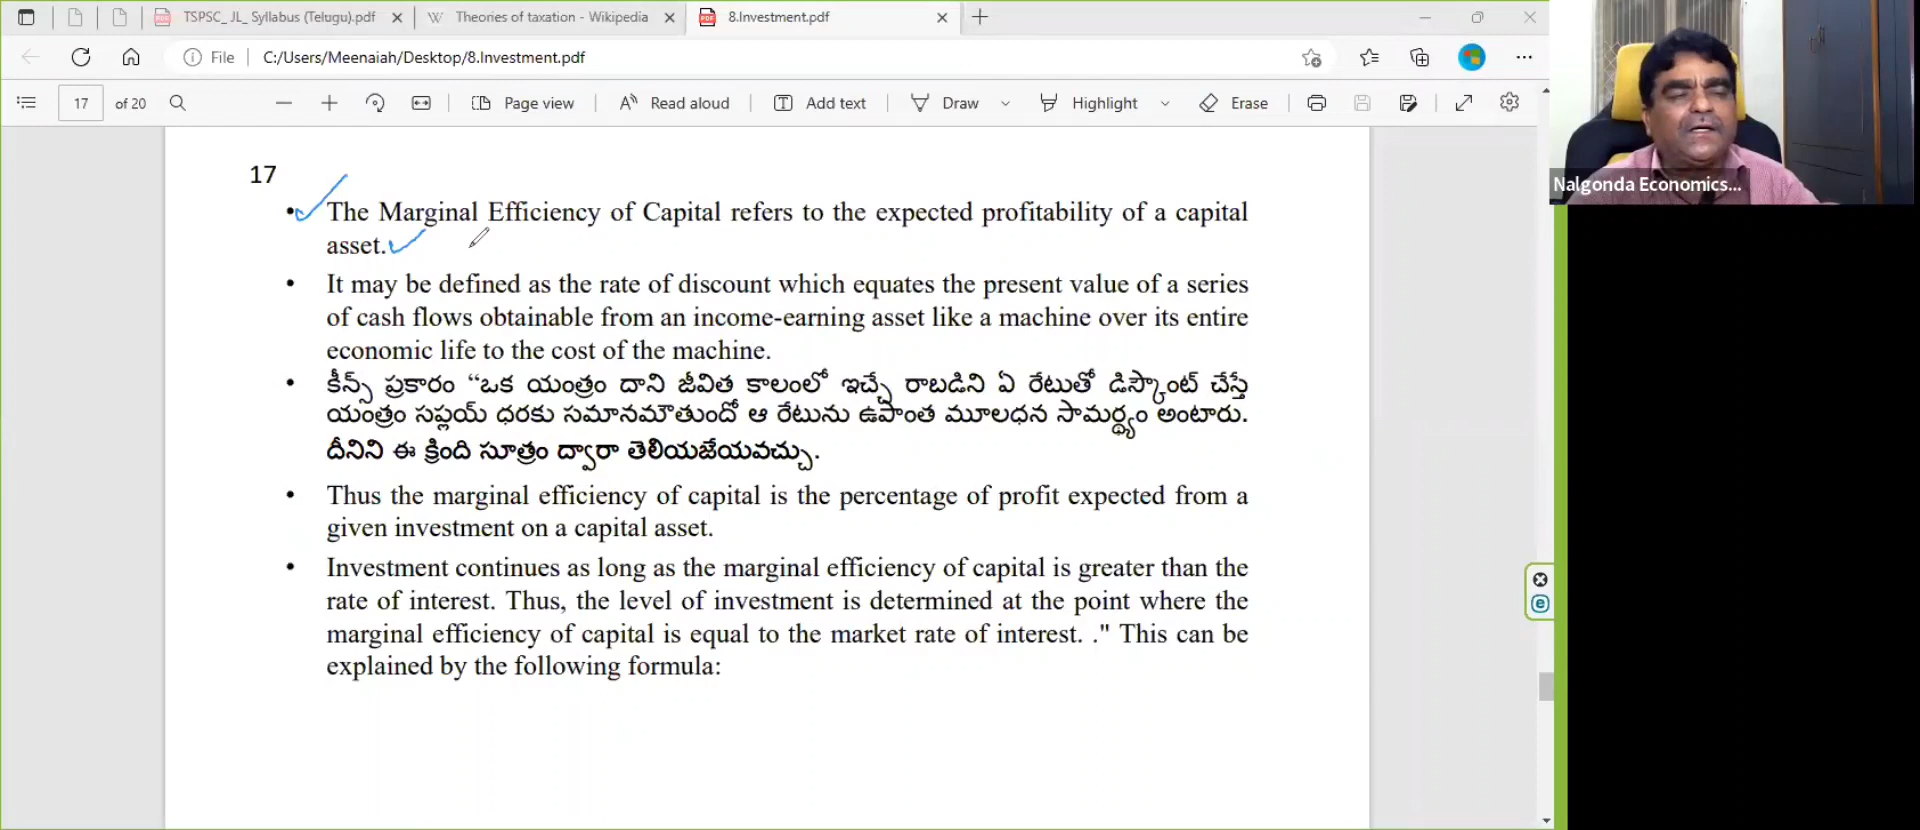 TSPSC_ JL_ Syllabus (Telugu).pdf
Theories of taxation - Wikipedia
8.Investment.pdf
File
C:/Users/Meenaiah/Desktop/8.Investment.pdf
17 of 20
Page view
Read aloud
Add text
Draw
Highlight
Erase
Nalgonda Economics...
17
• The Marginal Efficiency of Capital refers to the expected profitability of a capital
asset.
• It may be defined as the rate of discount which equates the present value of a series
of cash flows obtainable from an income-earning asset like a machine over its entire
economic life to the cost of the machine.
• కీన్స్ ప్రకారం “ఒక యంత్రం దాని జీవిత కాలంలో ఇచ్చే రాబడిని ఏ రేటుతో డిస్కౌంట్ చేస్తే
యంత్రం సప్లయ్ ధరకు సమానమౌతుందో ఆ రేటును ఉపాంత మూలధన సామర్థ్యం అంటారు.
దీనిని ఈ క్రింది సూత్రం ద్వారా తెలియజేయవచ్చు.
• Thus the marginal efficiency of capital is the percentage of profit expected from a
given investment on a capital asset.
• Investment continues as long as the marginal efficiency of capital is greater than the
rate of interest. Thus, the level of investment is determined at the point where the
marginal efficiency of capital is equal to the market rate of interest. ." This can be
explained by the following formula: